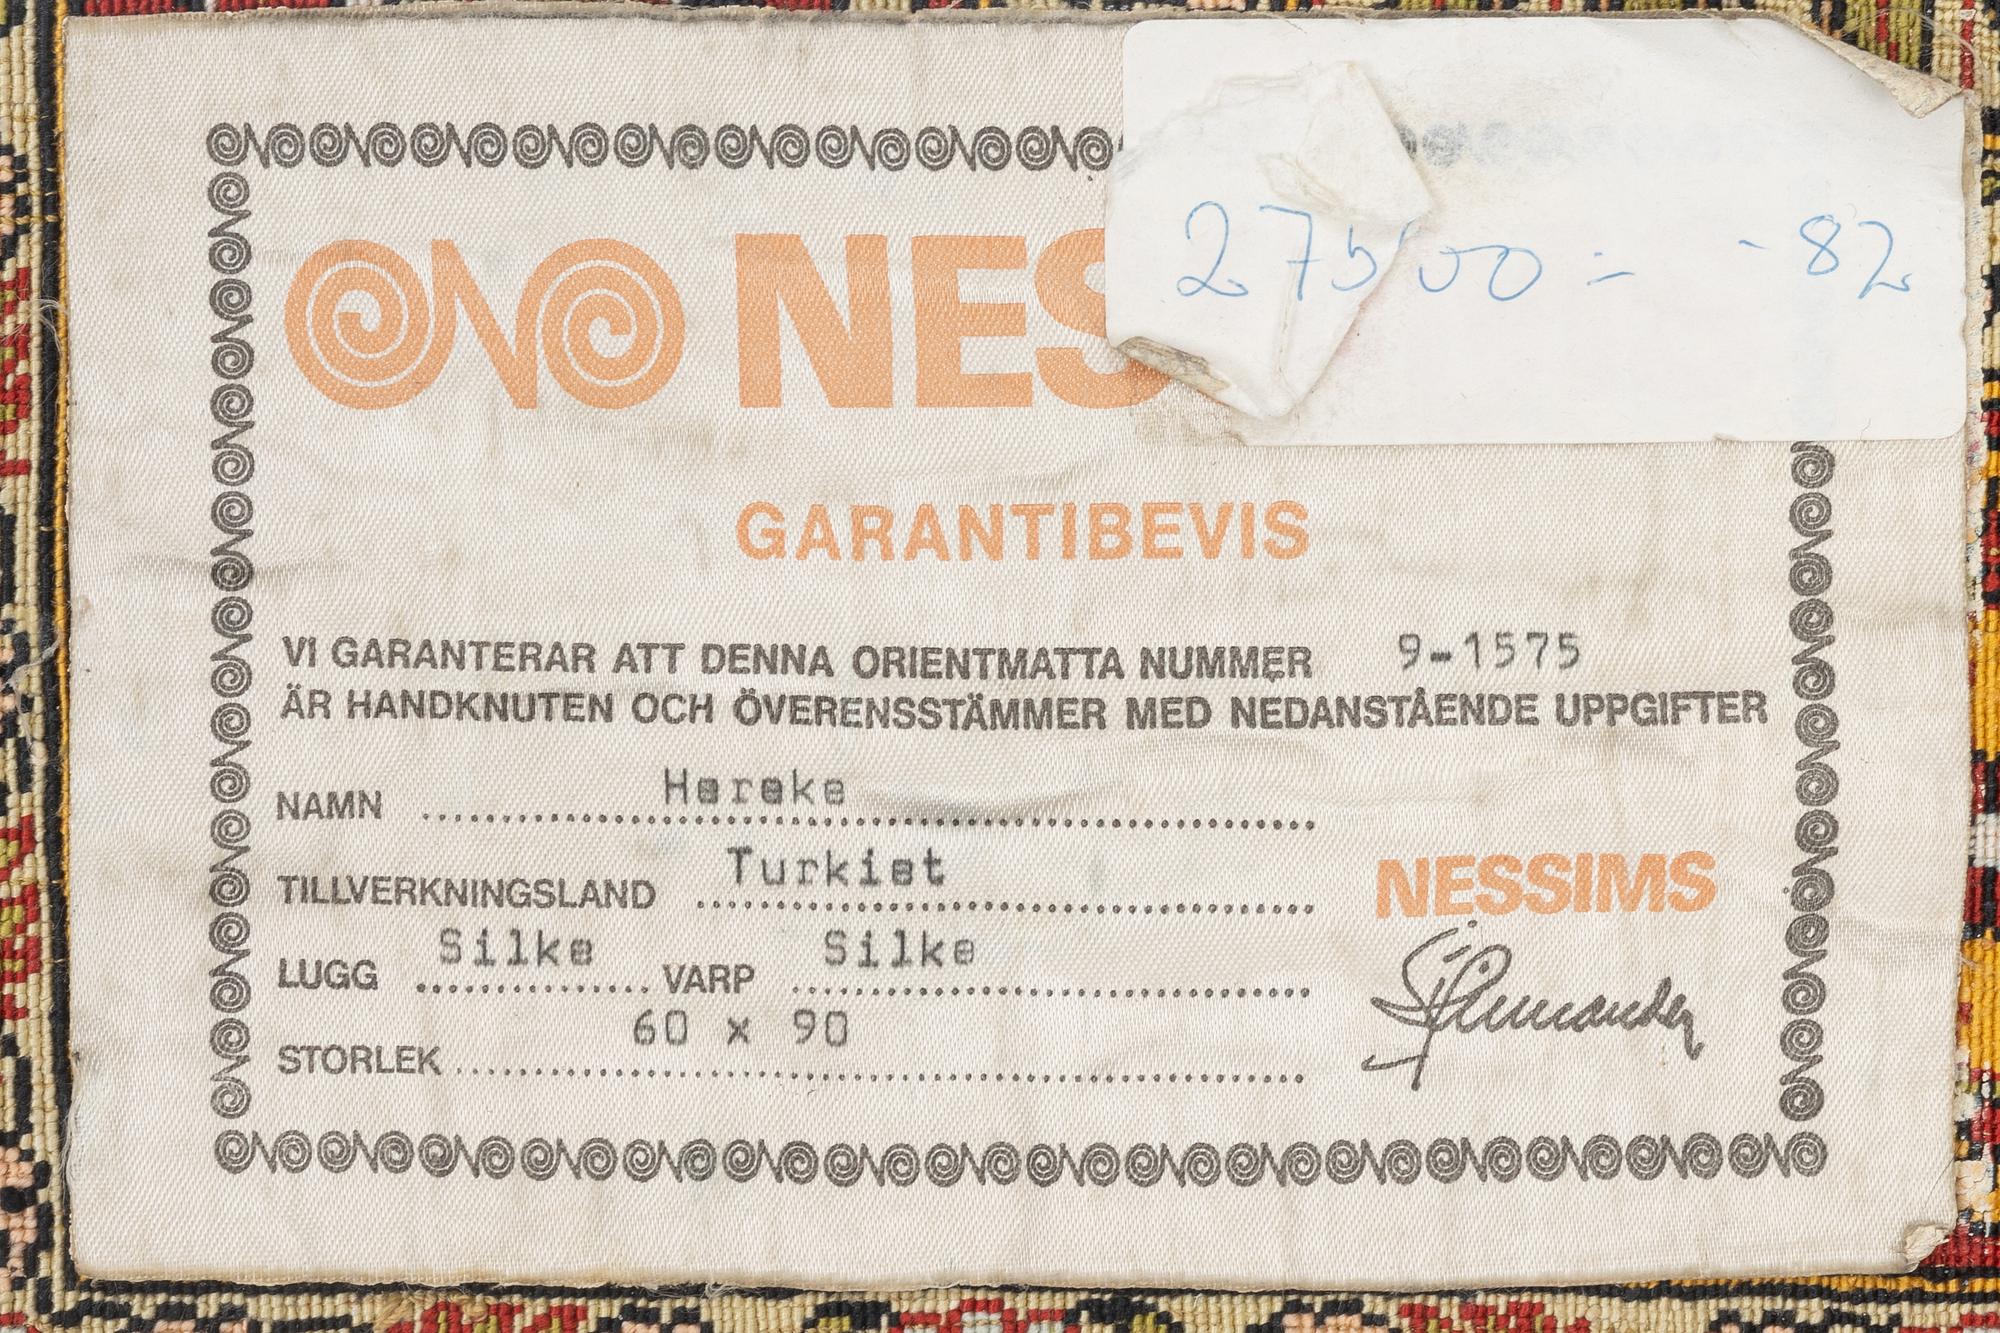 NES
27500:- -82
GARANTIBEVIS
VI GARANTERAR ATT DENNA ORIENTMATTA NUMMER 9-1575
ÄR HANDKNUTEN OCH ÖVERENSSTÄMMER MED NEDANSTÅENDE UPPGIFTER
NAMN Hereke
TILLVERKNINGSLAND Turkiet
NESSIMS
LUGG Silke VARP Silke
STORLEK 60 x 90